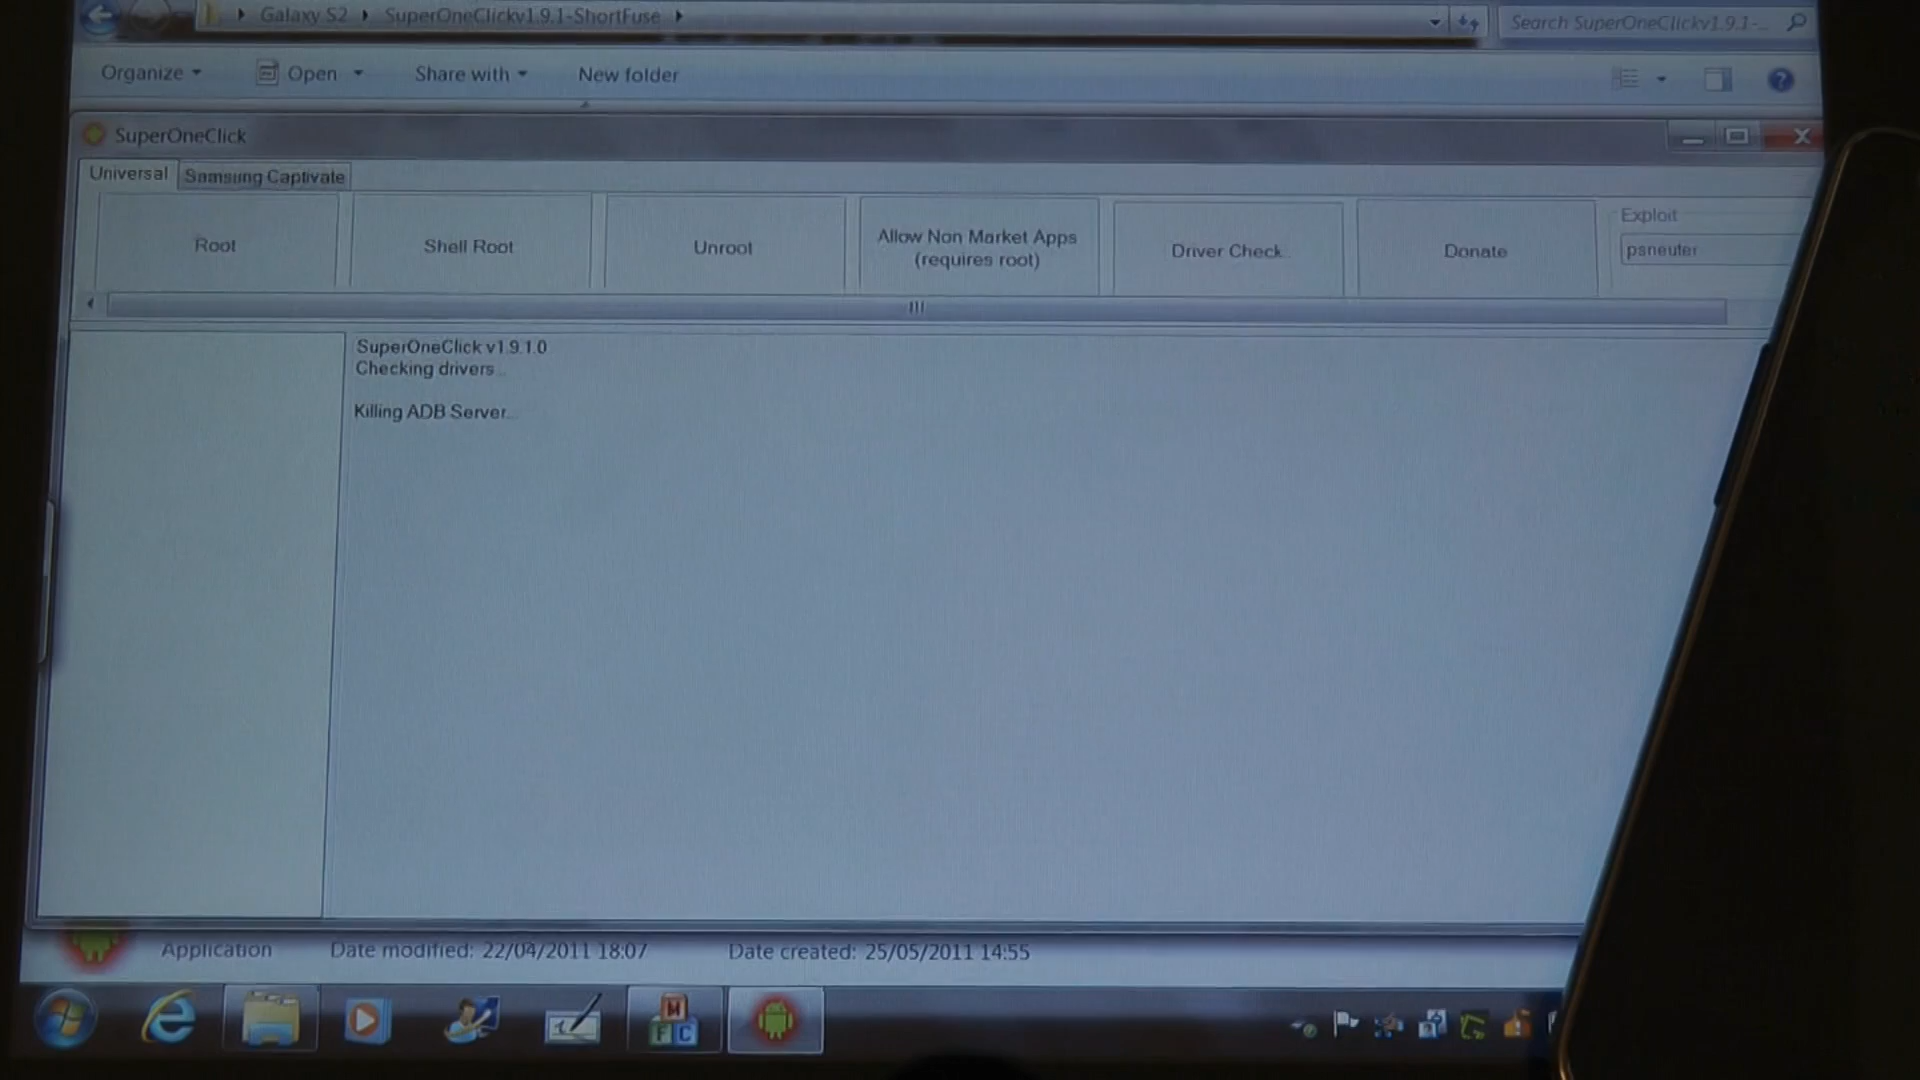 Galaxy S2 SuperOneClickv1.9.1-ShortFuse
Search SuperOneClickv1.9.1-...
Organize Open Share with New folder
SuperOneClick
Universal Samsung Captivate
Root
Shell Root
Unroot
Allow Non Market Apps
(requires root)
Driver Check..
Donate
Exploit
psneuter
SuperOneClick v1.9.1.0
Checking drivers...
Killing ADB Server...
Application Date modified: 22/04/2011 18:07 Date created: 25/05/2011 14:55
M
F C